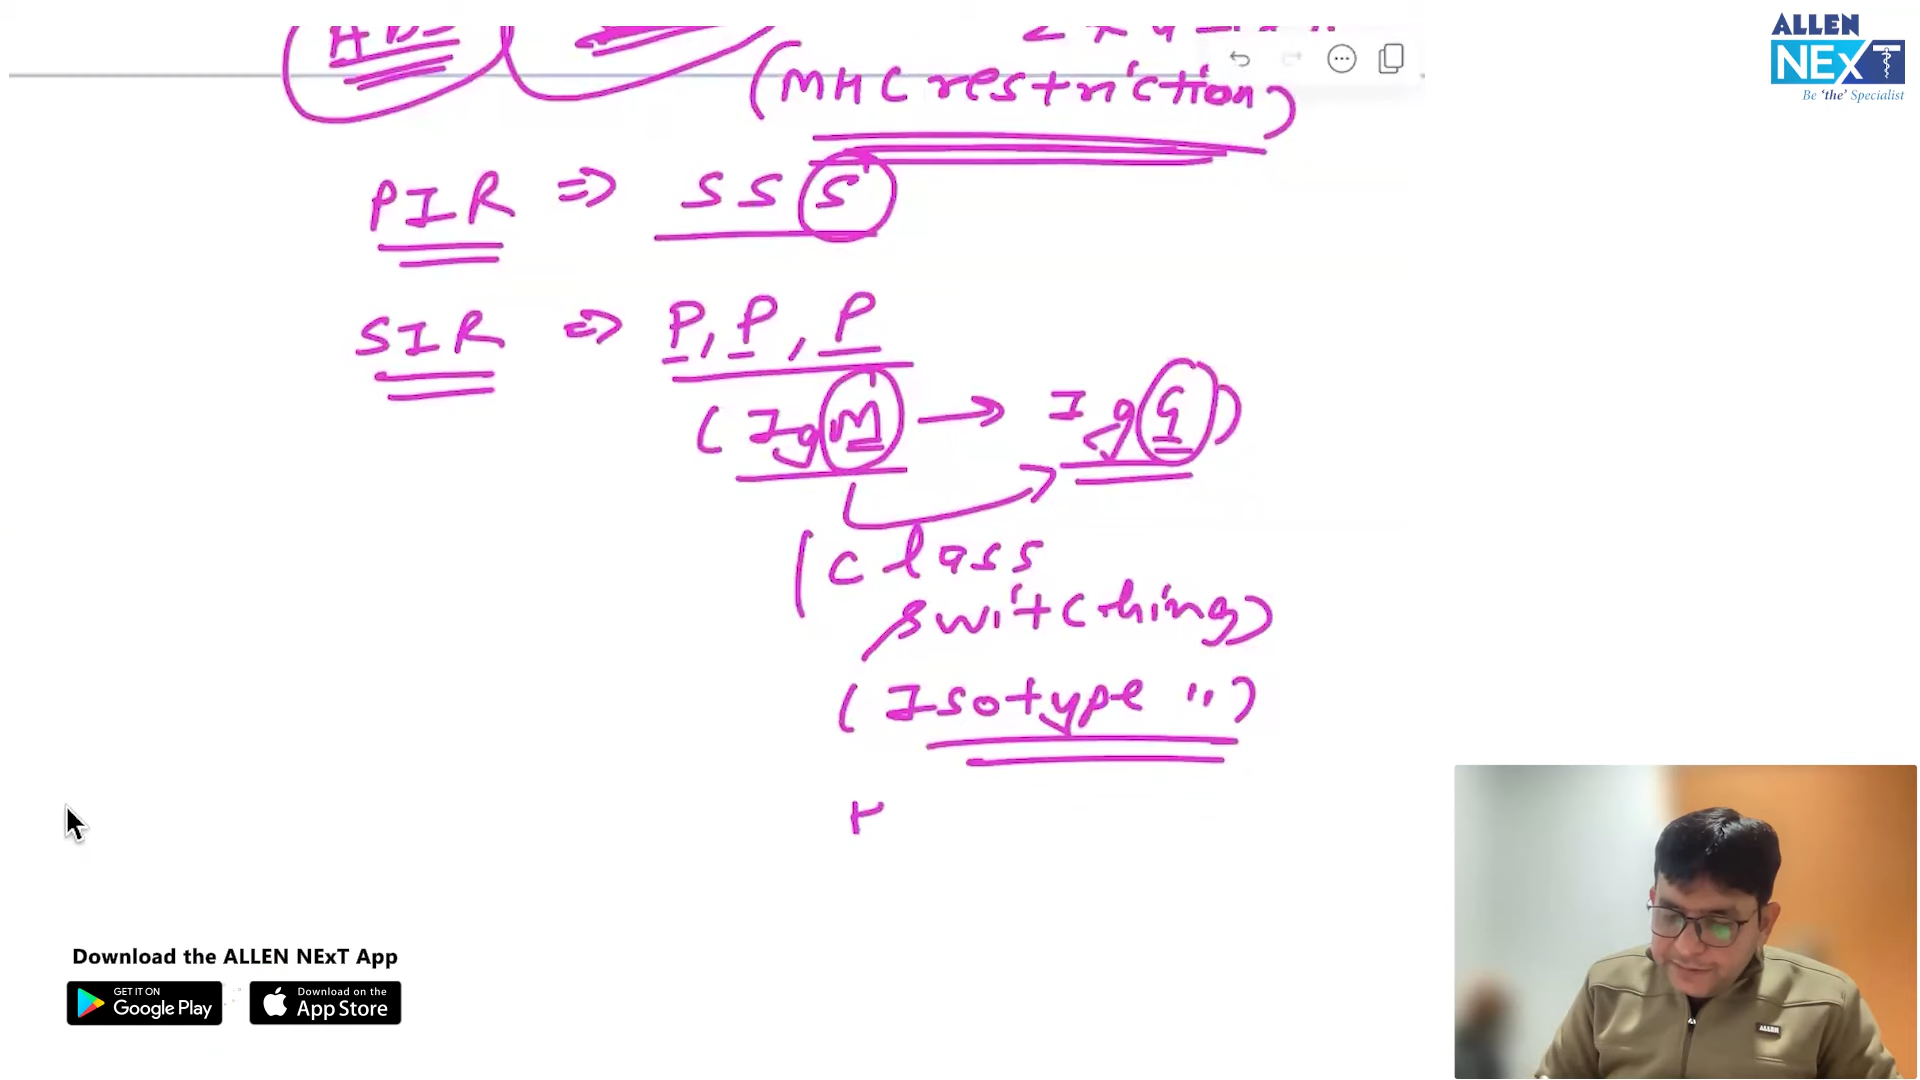 ALLEN
NEXT
Be 'the' Specialist
(MHC restriction)
PIR ⇒ S S S
SIR ⇒ P, P, P
(IgM → IgG)
(class
switching)
(Isotype ")
Download the ALLEN NExT App
GET IT ON
Google Play
Download on the
App Store
ALLEN